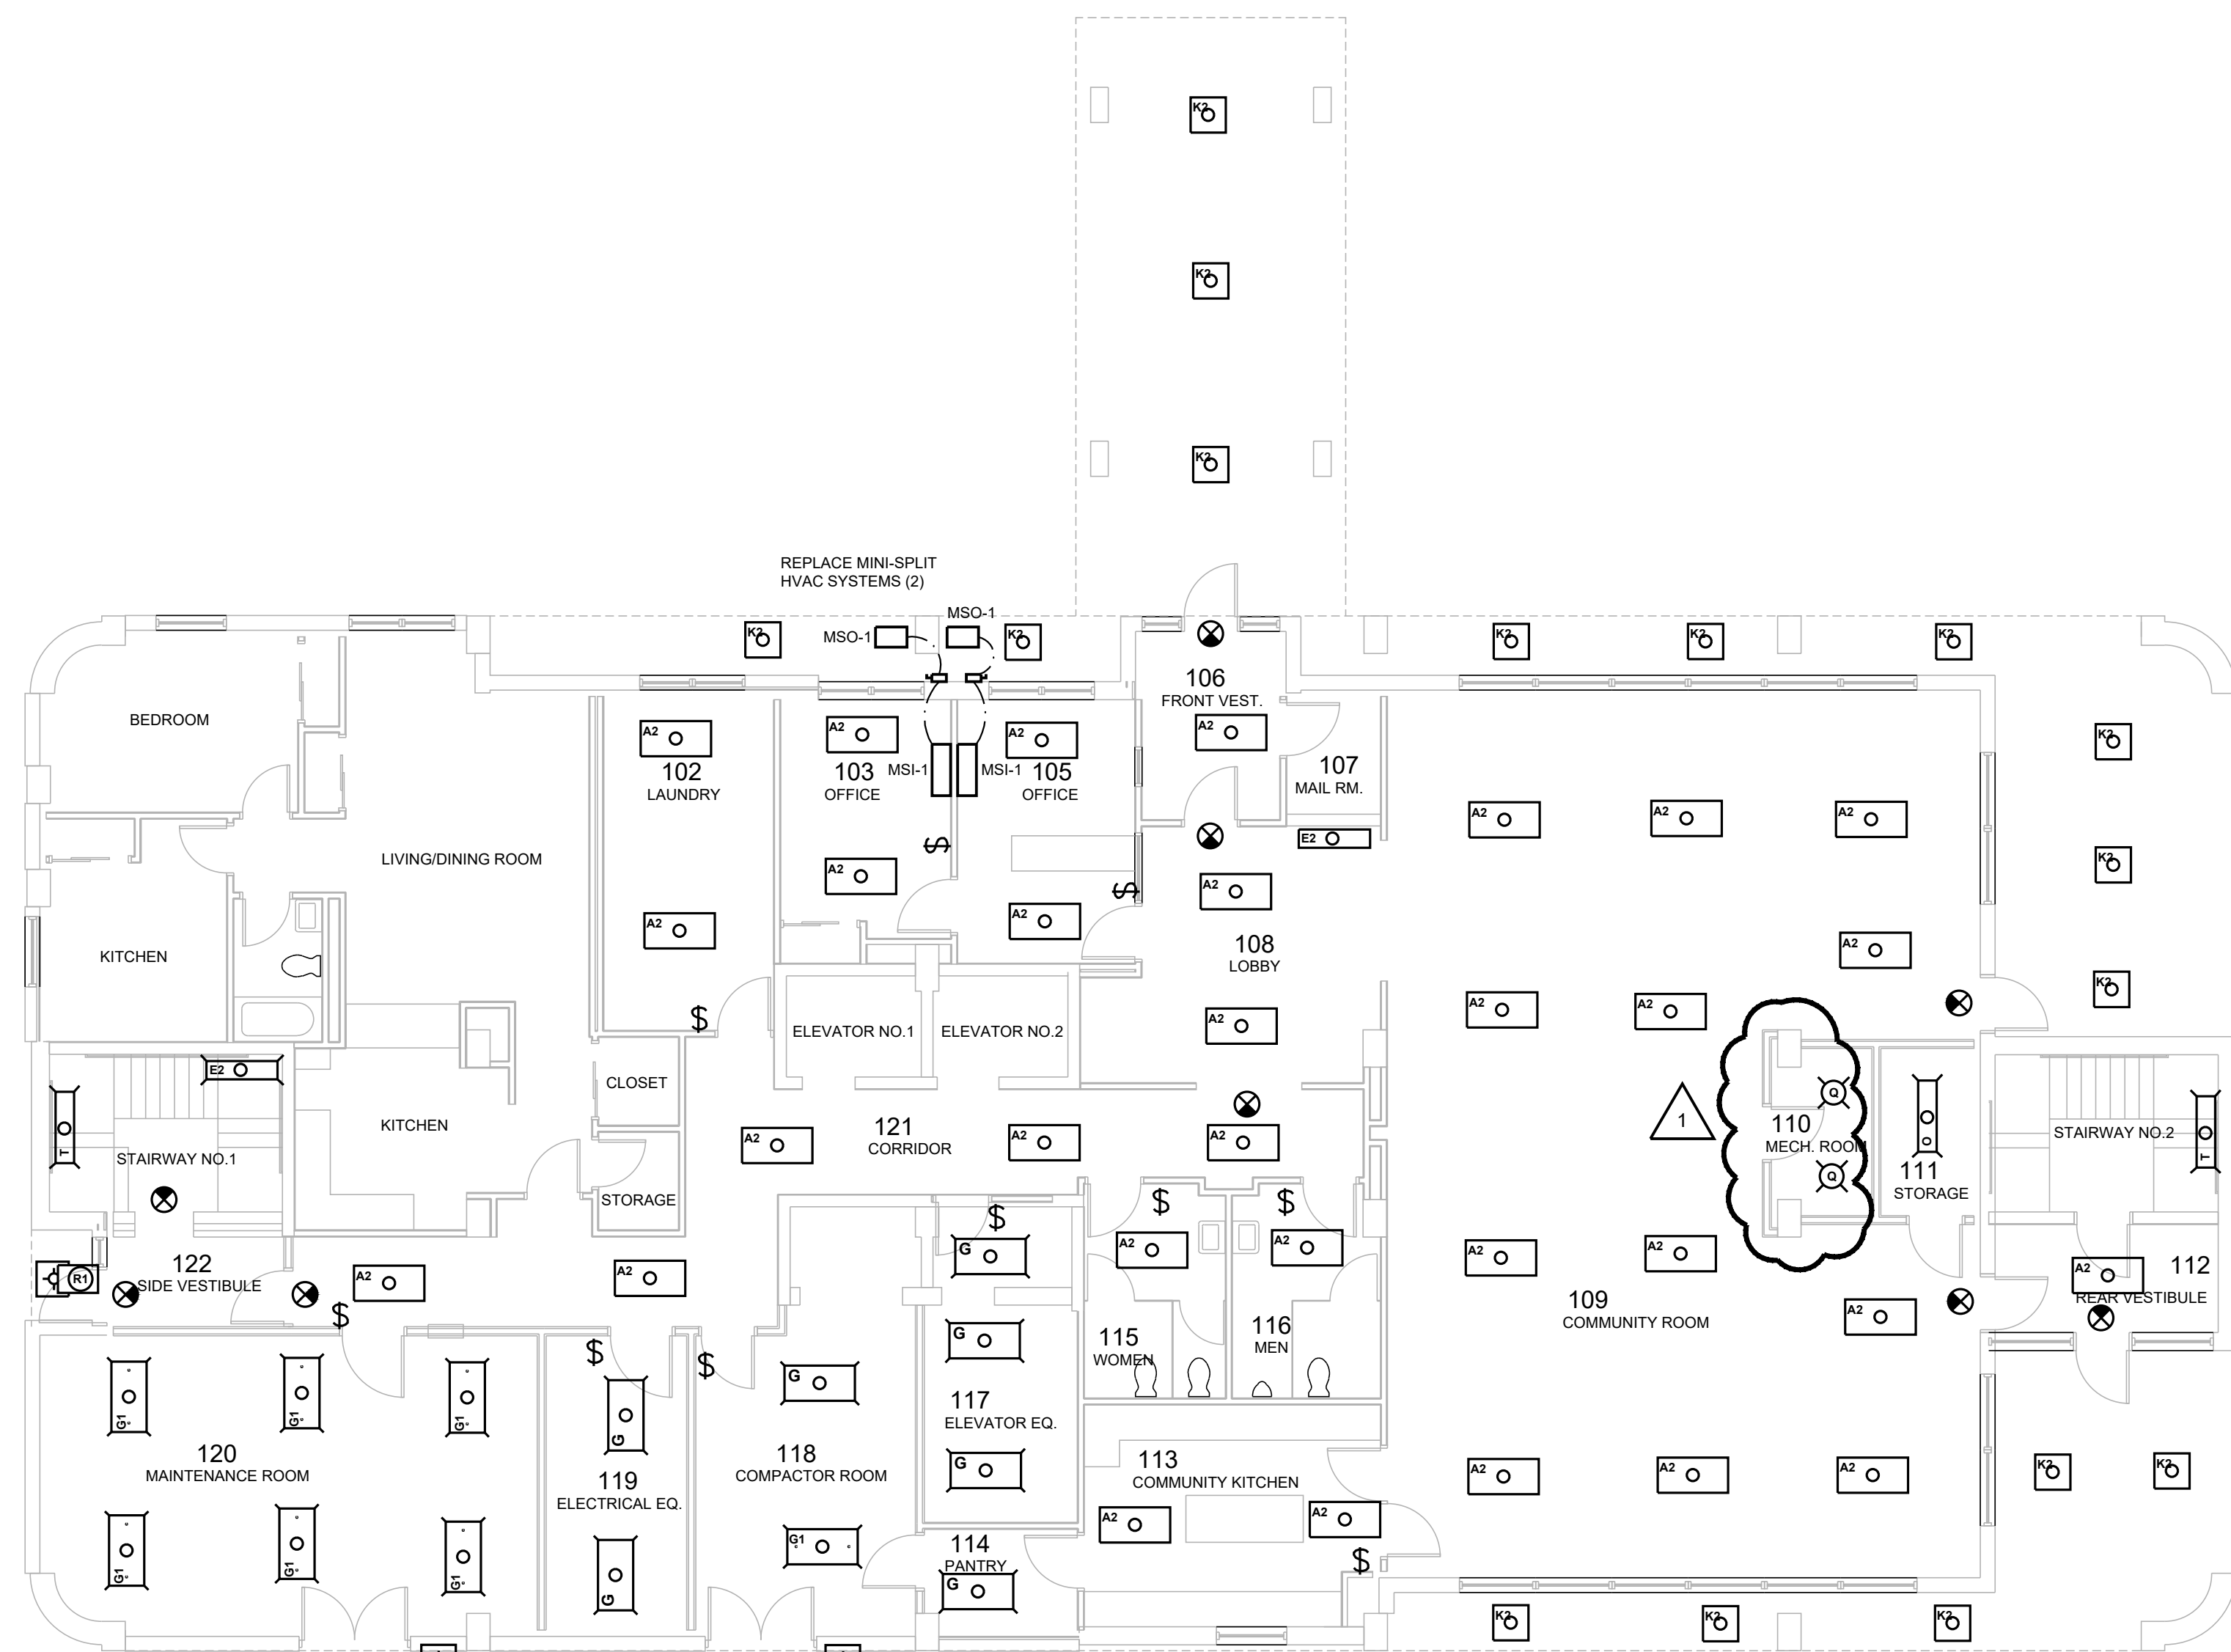 K2
K2
K2
REPLACE MINI-SPLIT
HVAC SYSTEMS (2)
MSO-1
MSO-1
K2
K2
K2
K2
K2
106
FRONT VEST.
BEDROOM
A2
A2
A2
A2
K2
102
LAUNDRY
103
OFFICE
MSI-1
MSI-1
105
OFFICE
107
MAIL RM.
A2
A2
A2
E2
$
LIVING/DINING ROOM
K2
A2
$
A2
A2
A2
108
LOBBY
A2
KITCHEN
K2
A2
A2
A2
$
ELEVATOR NO.1
ELEVATOR NO.2
E2
CLOSET
Q
T
KITCHEN
121
CORRIDOR
A2
A2
A2
1
110
MECH. ROOM
STAIRWAY NO.2
T
STAIRWAY NO.1
Q
111
STORAGE
STORAGE
$
$
$
G
A2
A2
A2
A2
122
SIDE VESTIBULE
R1
A2
A2
A2
112
REAR VESTIBULE
$
109
COMMUNITY ROOM
A2
G
115
WOMEN
116
MEN
$
$
G
G1
G1
G1
117
ELEVATOR EQ.
G
120
MAINTENANCE ROOM
118
COMPACTOR ROOM
G
113
COMMUNITY KITCHEN
119
ELECTRICAL EQ.
A2
A2
A2
K2
K2
A2
A2
G1
G1
G1
G1
114
PANTRY
$
G
G
K2
K2
K2